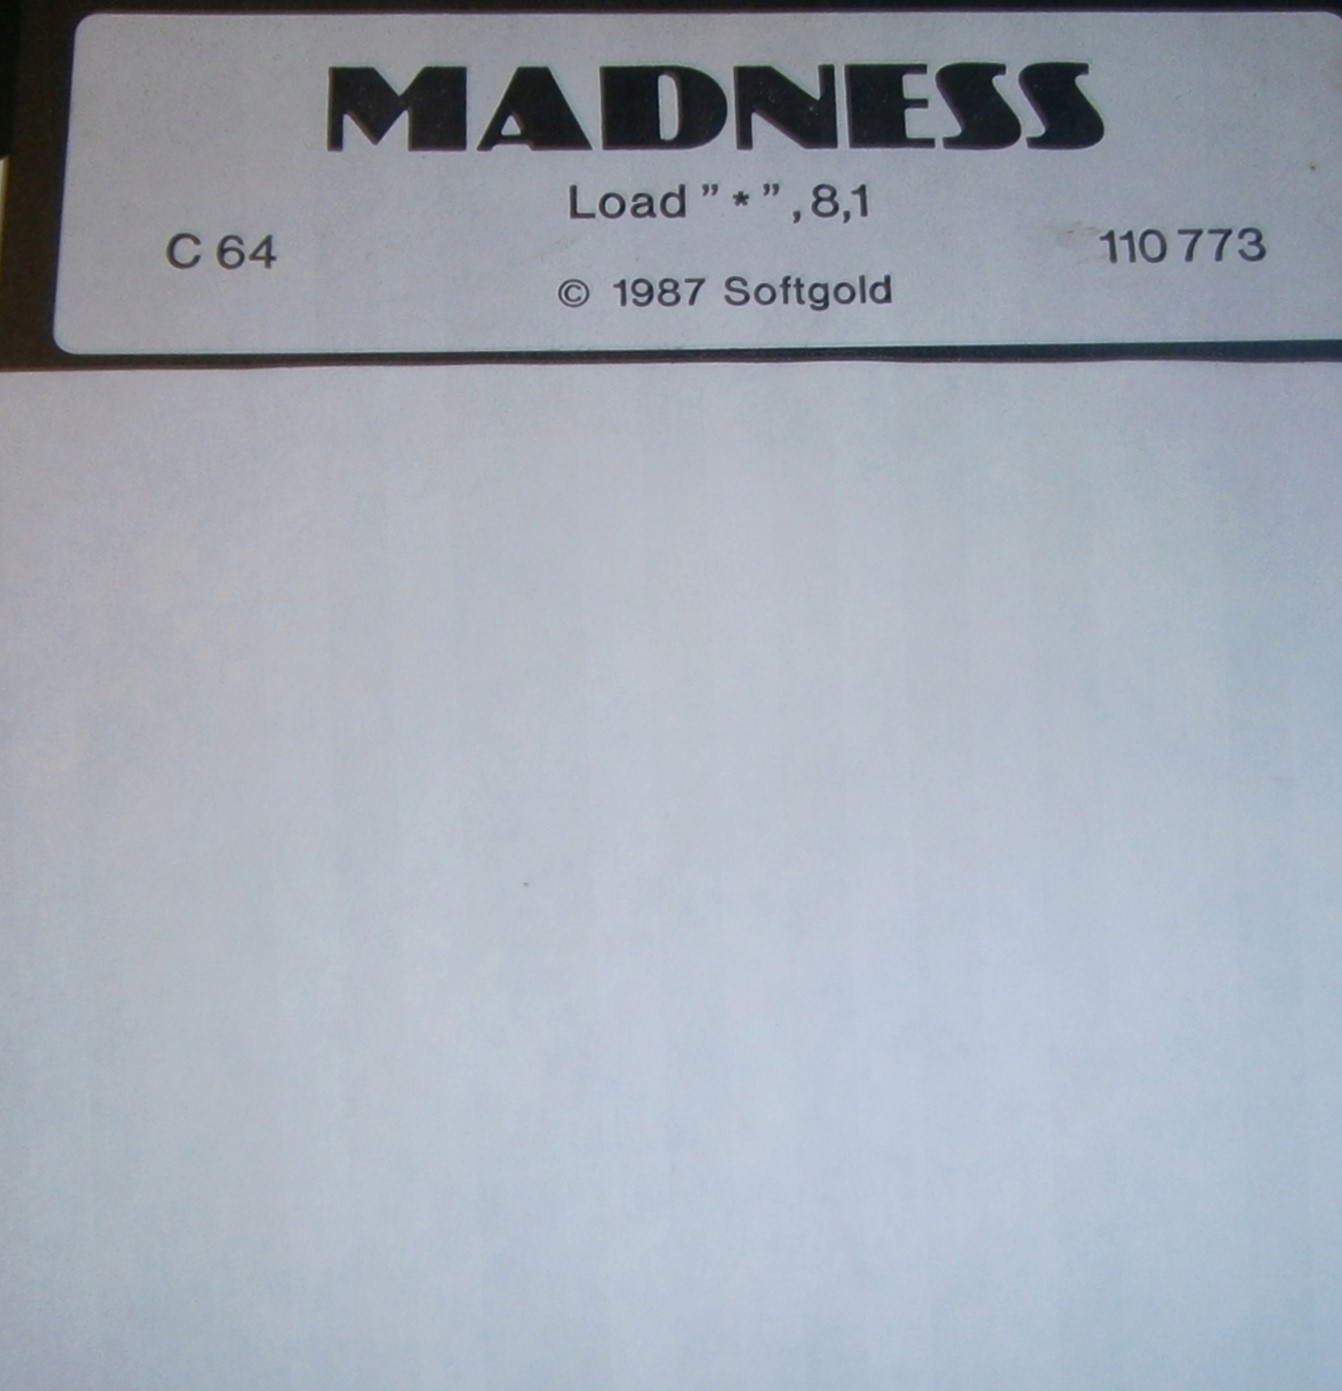 MADNESS
Load ” * ” , 8,1
C 64
110 773
© 1987 Softgold